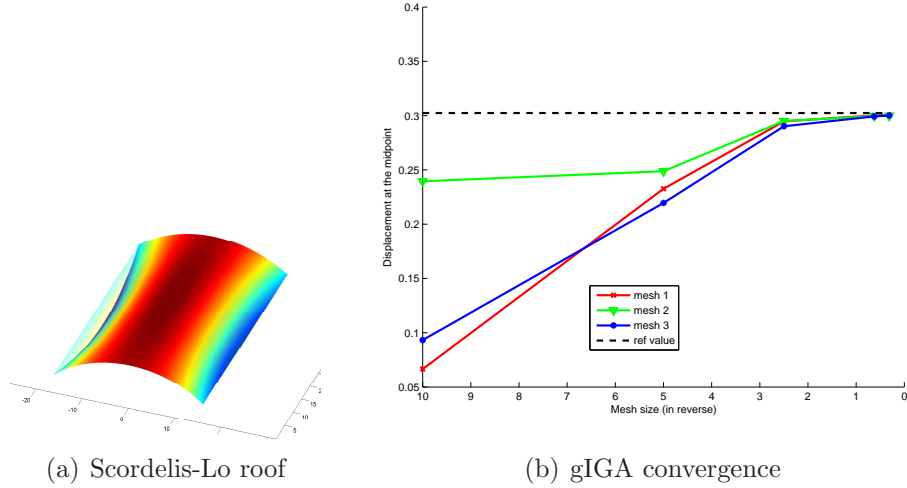 0.4
0.35
0.3
0.25
0.2
0.15
0.1
0.05
Displacement at the midpoint
10 9 8 7 6 5 4 3 2 1 0
Mesh size (in reverse)
mesh 1
mesh 2
mesh 3
ref value
-20
-10
0
10
5
10
15
(a) Scordelis-Lo roof
(b) gIGA convergence